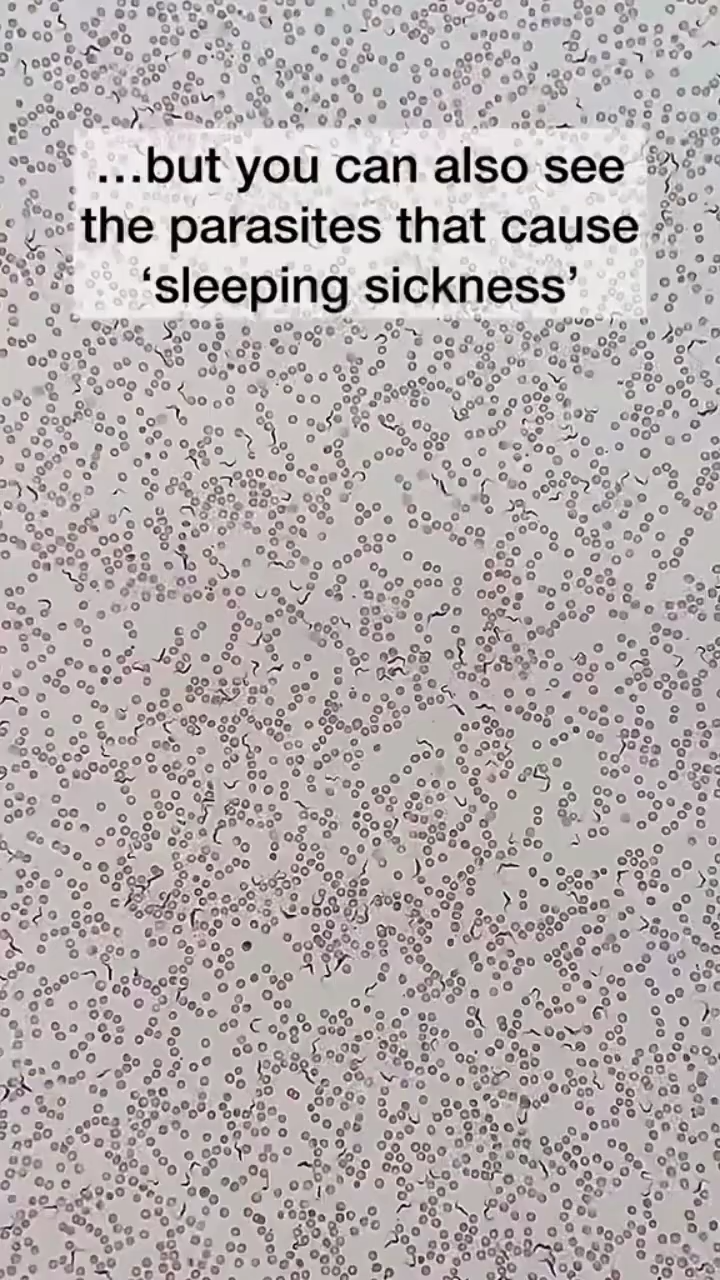 …but you can also see
the parasites that cause
‘sleeping sickness’